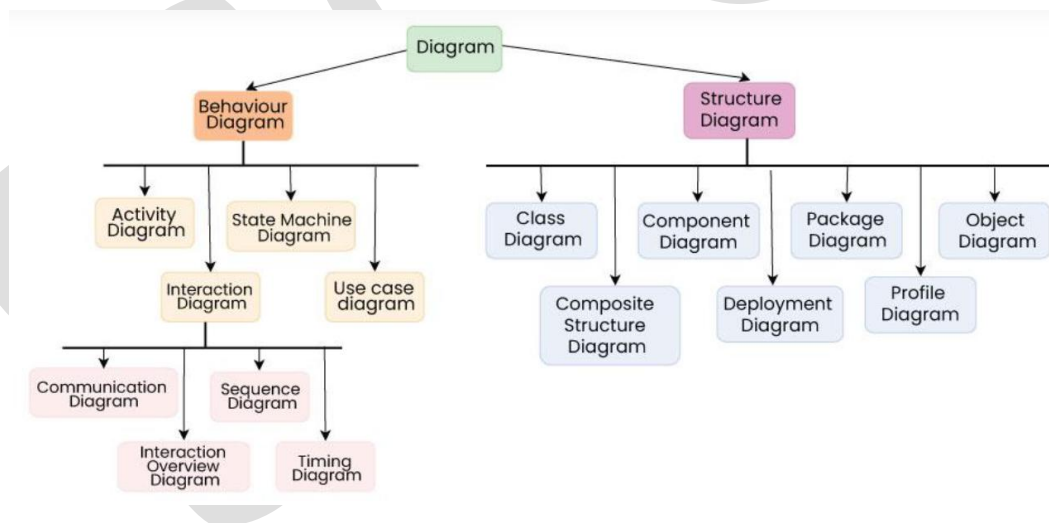 Diagram
Behaviour
Diagram
Structure
Diagram
Activity
Diagram
State Machine
Diagram
Interaction
Diagram
Use case
diagram
Communication
Diagram
Sequence
Diagram
Interaction
Overview
Diagram
Timing
Diagram
Class
Diagram
Component
Diagram
Package
Diagram
Object
Diagram
Composite
Structure
Diagram
Deployment
Diagram
Profile
Diagram